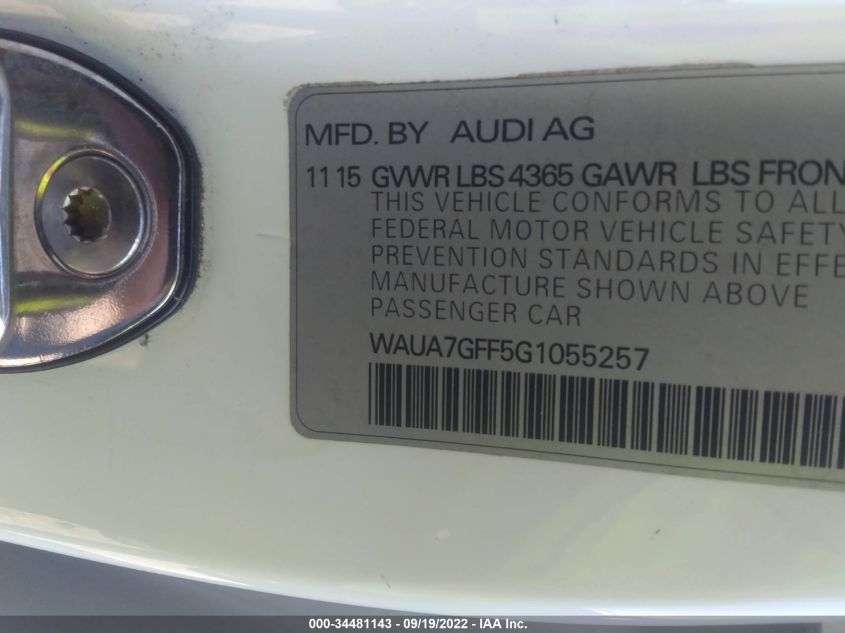 MFD. BY AUDI AG
11 15 GVWR LBS 4365 GAWR LBS FRON
THIS VEHICLE CONFORMS TO ALL
FEDERAL MOTOR VEHICLE SAFETY
PREVENTION STANDARDS IN EFFE
MANUFACTURE SHOWN ABOVE
PASSENGER CAR
WAUA7GFF5G1055257
000-34481143 - 09/19/2022 - IAA Inc.